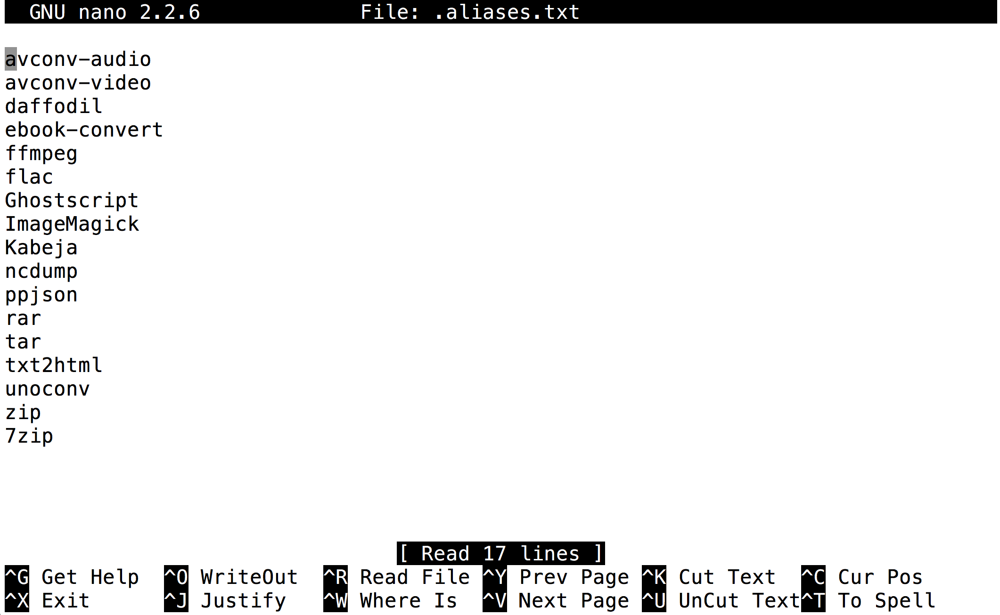 GNU nano 2.2.6 File: .aliases.txt
avconv-audio
avconv-video
daffodil
ebook-convert
ffmpeg
flac
Ghostscript
ImageMagick
Kabeja
ncdump
ppjson
rar
tar
txt2html
unoconv
zip
7zip
[ Read 17 lines ]
^G Get Help ^O WriteOut ^R Read File ^Y Prev Page ^K Cut Text ^C Cur Pos
^X Exit ^J Justify ^W Where Is ^V Next Page ^U UnCut Text ^T To Spell